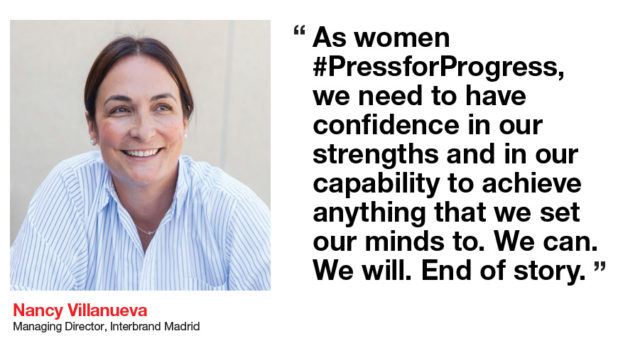 “ As women
#PressforProgress,
we need to have
confidence in our
strengths and in our
capability to achieve
anything that we set
our minds to. We can.
We will. End of story. ”
Nancy Villanueva
Managing Director, Interbrand Madrid